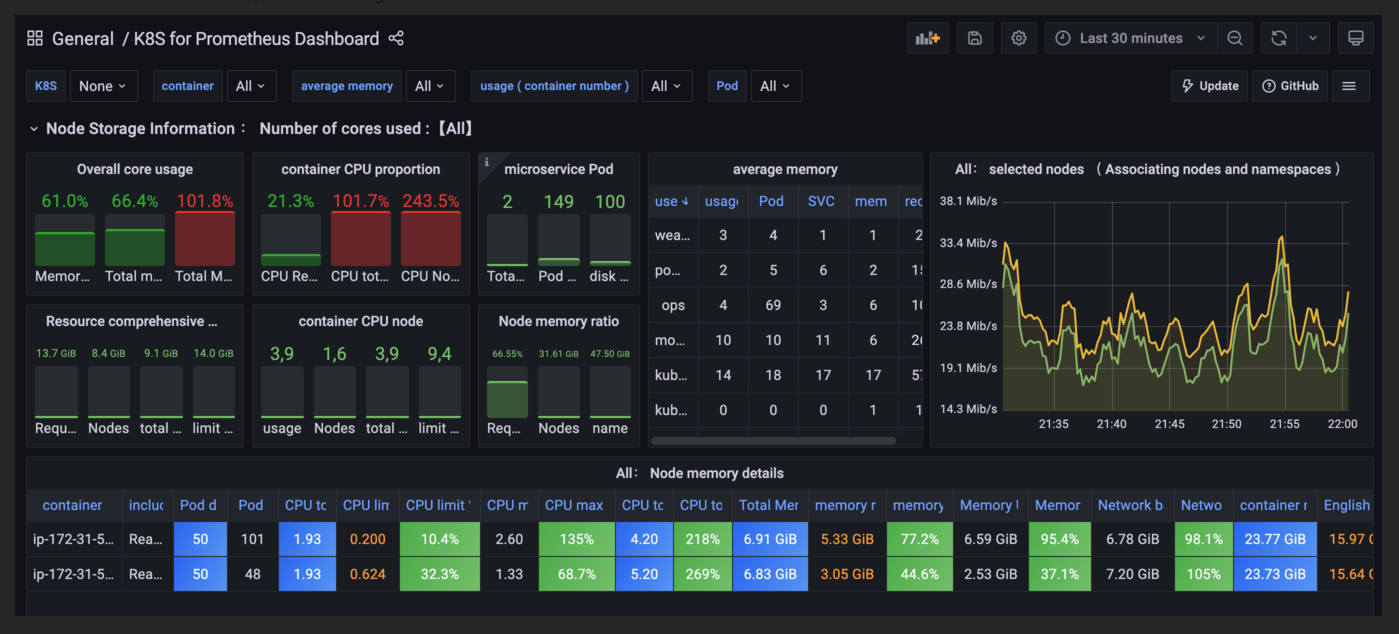 General / K8S for Prometheus Dashboard
Last 30 minutes
K8S None container All average memory All usage ( container number ) All Pod All Update GitHub
Node Storage Information： Number of cores used :【All】
Overall core usage
61.0% 66.4% 101.8%
Memor... Total m... Total M...
container CPU proportion
21.3% 101.7% 243.5%
CPU Re... CPU tot... CPU No...
microservice Pod
2 149 100
Tota... Pod ... disk ...
Resource comprehensive ...
13.7 GiB 8.4 GiB 9.1 GiB 14.0 GiB
Requ... Nodes total ... limit ...
container CPU node
3,9 1,6 3,9 9,4
usage Nodes total ... limit ...
Node memory ratio
66.55% 31.61 GiB 47.50 GiB
Req... Nodes name
average memory
use ↓ usag Pod SVC mem rec
wea... 3 4 1 1 2
po... 2 5 6 2
ops 4 69 3 6
mo... 10 10 11 6
kub... 14 18 17 17
kub... 0 0 0 1 1
All： selected nodes （ Associating nodes and namespaces ）
38.1 Mib/s
33.4 Mib/s
28.6 Mib/s
23.8 Mib/s
19.1 Mib/s
14.3 Mib/s
21:35 21:40 21:45 21:50 21:55 22:00
All： Node memory details
container incluc Pod d Pod CPU tc CPU lin CPU limit CPU m CPU max CPU tc CPU tc Total Mer memory r memory Memory Memor Network b Netwo container r English
ip-172-31-5... Rea... 50 101 1.93 0.200 10.4% 2.60 135% 4.20 218% 6.91 GiB 5.33 GiB 77.2% 6.59 GiB 95.4% 6.78 GiB 98.1% 23.77 GiB 15.97
ip-172-31-5... Rea... 50 48 1.93 0.624 32.3% 1.33 68.7% 5.20 269% 6.83 GiB 3.05 GiB 44.6% 2.53 GiB 37.1% 7.20 GiB 105% 23.73 GiB 15.64